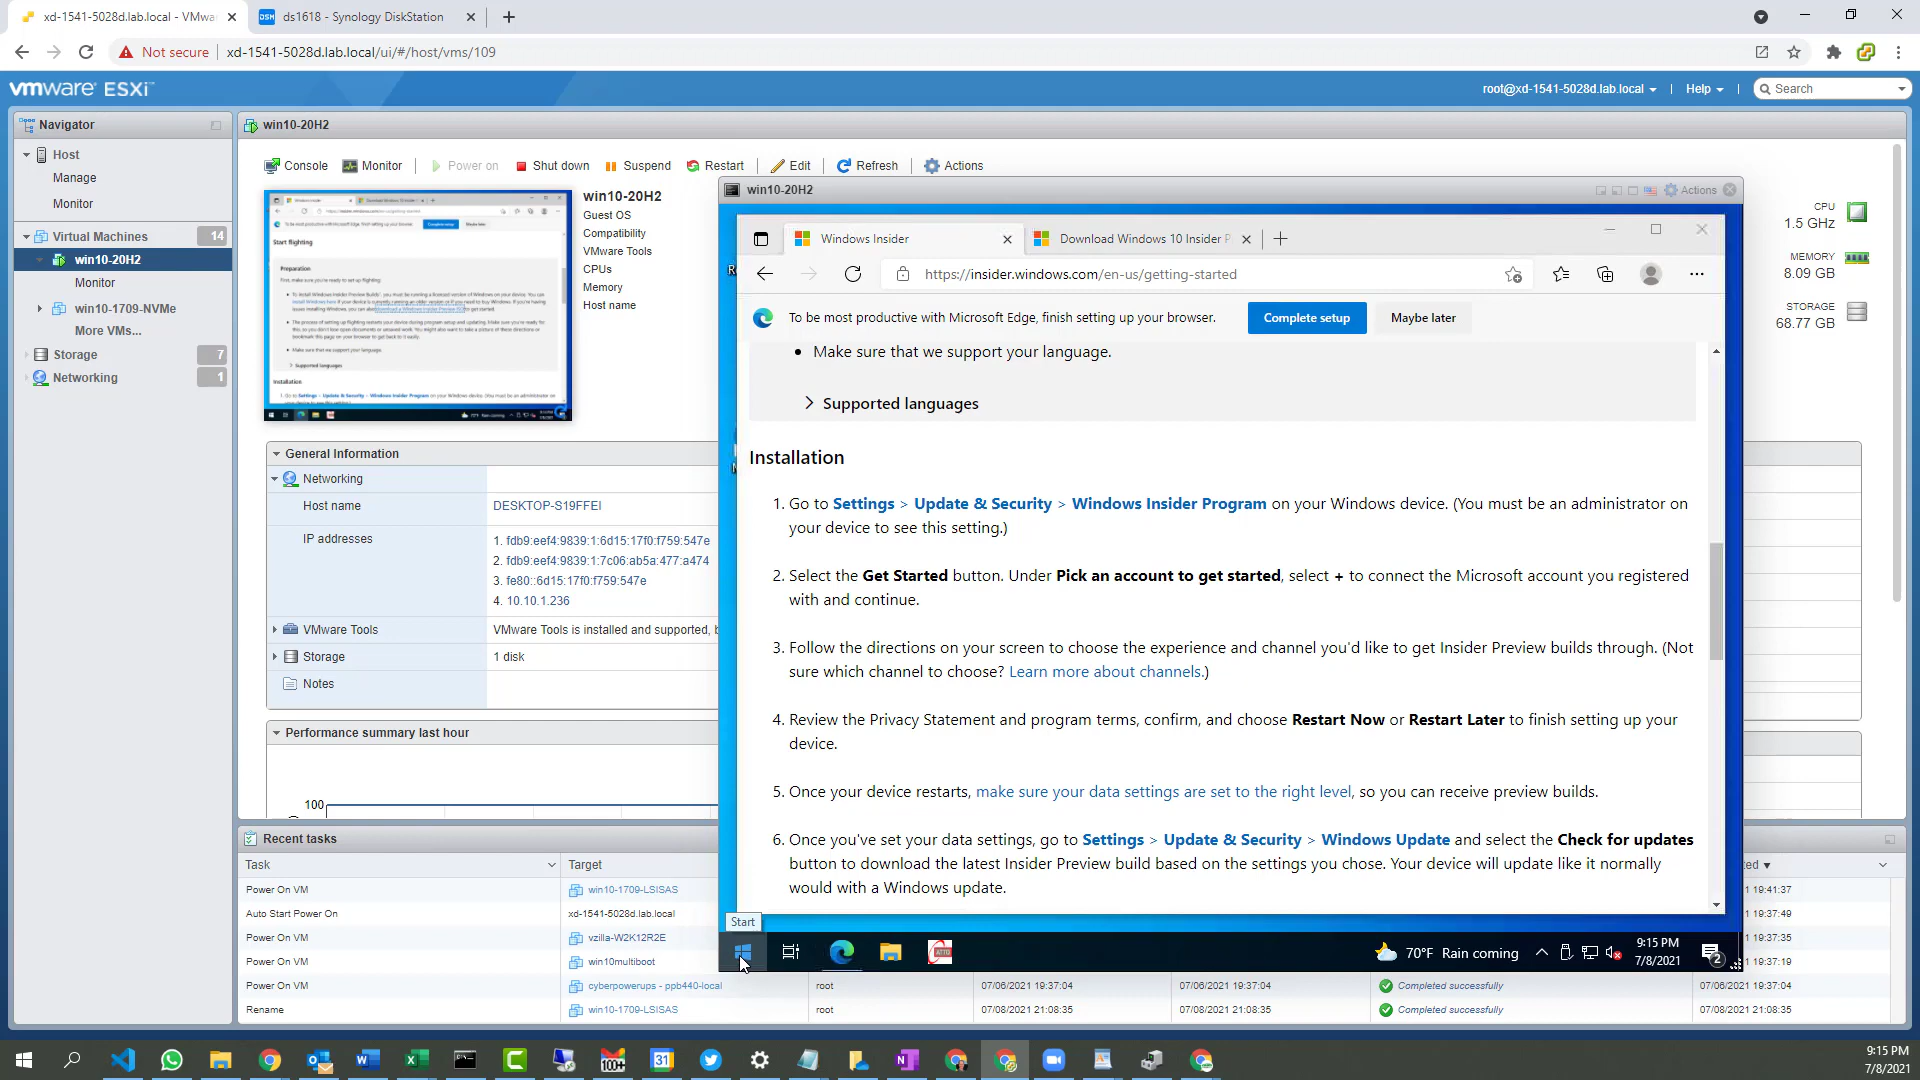 xd-1541-5028d.lab.local - VMwa
ds1618 - Synology DiskStation
Not secure
xd-1541-5028d.lab.local/ui/#/host/vms/109
vmware ESXi
root@xd-1541-5028d.lab.local
Help
Search
Navigator
win10-20H2
Host
Manage
Monitor
Virtual Machines
14
win10-20H2
Monitor
win10-1709-NVMe
More VMs...
Storage
7
Networking
1
Console
Monitor
Power on
Shut down
Suspend
Restart
Edit
Refresh
Actions
win10-20H2
Guest OS
Compatibility
VMware Tools
CPUs
Memory
Host name
CPU
1.5 GHz
MEMORY
8.09 GB
STORAGE
68.77 GB
General Information
Networking
Host name
DESKTOP-S19FFEI
IP addresses
1. fdb9:eef4:9839:1:6d15:17f0:f759:547e
2. fdb9:eef4:9839:1:7c06:ab5a:477:a474
3. fe80::6d15:17f0:f759:547e
4. 10.10.1.236
VMware Tools
VMware Tools is installed and supported, b
Storage
1 disk
Notes
Performance summary last hour
100
win10-20H2
Actions
Windows Insider
Download Windows 10 Insider P
https://insider.windows.com/en-us/getting-started
To be most productive with Microsoft Edge, finish setting up your browser.
Complete setup
Maybe later
Make sure that we support your language.
Supported languages
Installation
1. Go to Settings > Update & Security > Windows Insider Program on your Windows device. (You must be an administrator on
your device to see this setting.)
2. Select the Get Started button. Under Pick an account to get started, select + to connect the Microsoft account you registered
with and continue.
3. Follow the directions on your screen to choose the experience and channel you'd like to get Insider Preview builds through. (Not
sure which channel to choose? Learn more about channels.)
4. Review the Privacy Statement and program terms, confirm, and choose Restart Now or Restart Later to finish setting up your
device.
5. Once your device restarts, make sure your data settings are set to the right level, so you can receive preview builds.
6. Once you've set your data settings, go to Settings > Update & Security > Windows Update and select the Check for updates
button to download the latest Insider Preview build based on the settings you chose. Your device will update like it normally
would with a Windows update.
Start
70°F Rain coming
9:15 PM
7/8/2021
2
Recent tasks
Task
Target
ted
Power On VM
win10-1709-LSISAS
1 19:41:37
Auto Start Power On
xd-1541-5028d.lab.local
1 19:37:49
Power On VM
vzilla-W2K12R2E
1 19:37:35
Power On VM
win10multiboot
1 19:37:19
Power On VM
cyberpowerups - ppb440-local
root
07/06/2021 19:37:04
07/06/2021 19:37:04
Completed successfully
07/06/2021 19:37:04
Rename
win10-1709-LSISAS
root
07/08/2021 21:08:35
07/08/2021 21:08:35
Completed successfully
07/08/2021 21:08:35
100+
31
9:15 PM
7/8/2021